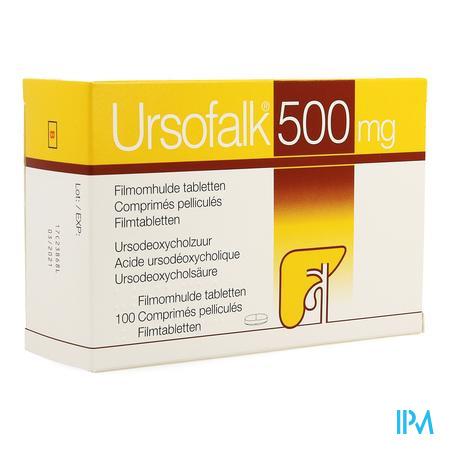 Ursofalk® 500 mg
Filmomhulde tabletten
Comprimés pelliculés
Filmtabletten
Ursodeoxycholzuur
Acide ursodéoxycholique
Ursodeoxycholsäure
Filmomhulde tabletten
100 Comprimés pelliculés
Filmtabletten
B
Lot: / EXP:
17C23868L
03/2021
IPM